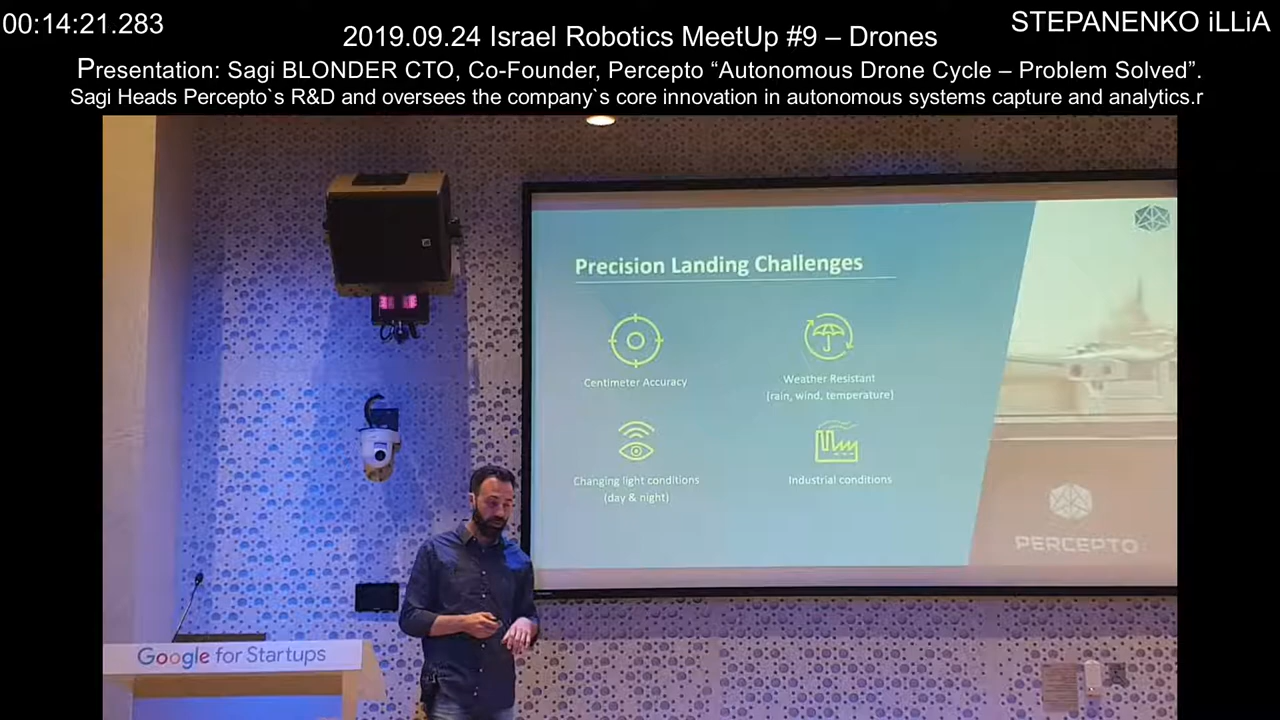 00:14:21.283
STEPANENKO iLLiA
2019.09.24 Israel Robotics MeetUp #9 – Drones
Presentation: Sagi BLONDER CTO, Co-Founder, Percepto “Autonomous Drone Cycle – Problem Solved”.
Sagi Heads Percepto`s R&D and oversees the company`s core innovation in autonomous systems capture and analytics.r
Precision Landing Challenges
Centimeter Accuracy
Weather Resistant
(rain, wind, temperature)
Changing light conditions
(day & night)
Industrial conditions
PERCEPTO
Google for Startups